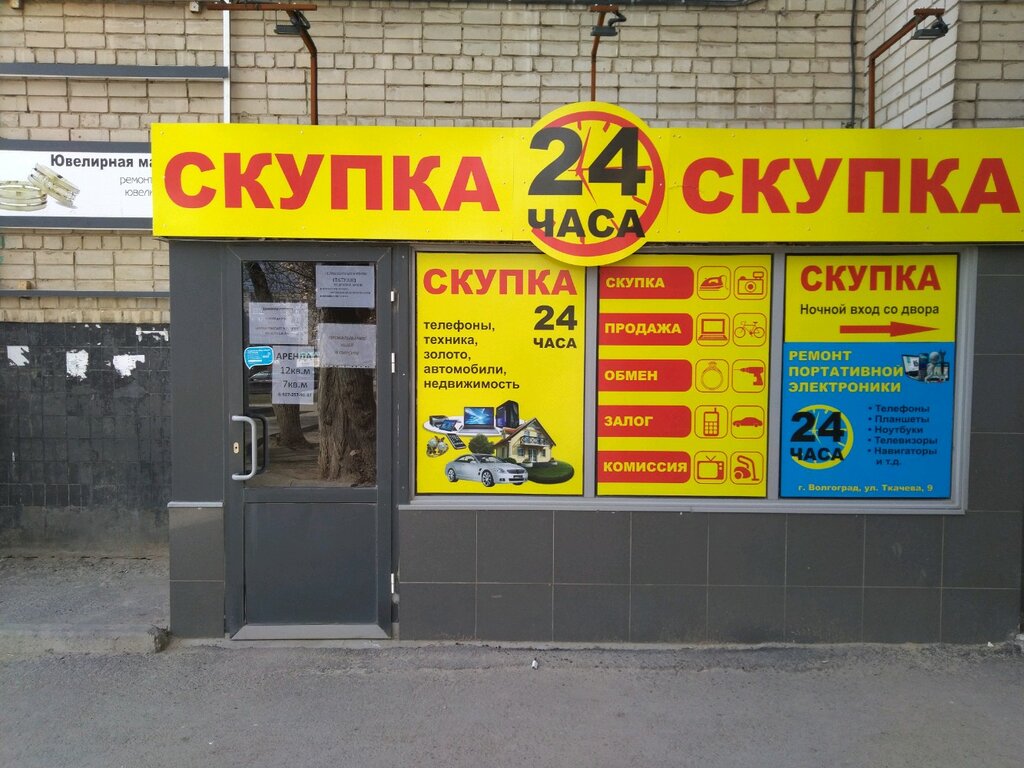 Ювелирная
СКУПКА
24
ЧАСА
СКУПКА
АРЕНДА
12кв.м
7кв.м
СКУПКА
24
ЧАСА
телефоны,
техника,
золото,
автомобили,
недвижимость
СКУПКА
ПРОДАЖА
ОБМЕН
ЗАЛОГ
КОМИССИЯ
СКУПКА
Ночной вход со двора
РЕМОНТ
ПОРТАТИВНОЙ
ЭЛЕКТРОНИКИ
24
ЧАСА
• Телефоны
• Планшеты
• Ноутбуки
• Телевизоры
• Навигаторы
и т.д.
г. Волгоград, ул. Ткачева, 9